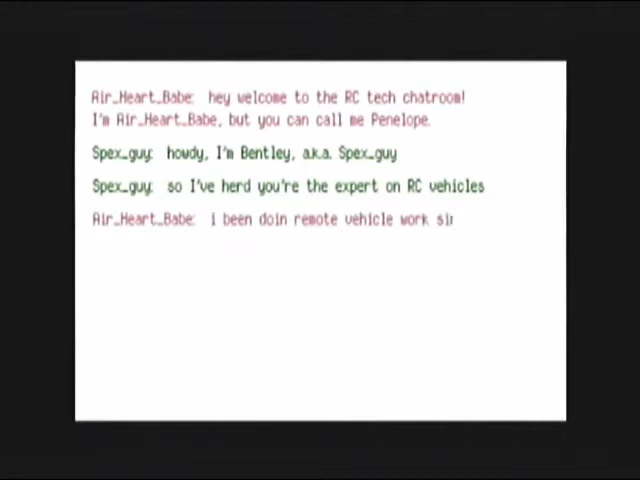 Air_Heart_Babe: hey welcome to the RC tech chatroom!
I'm Air_Heart_Babe, but you can call me Penelope.
Spex_guy: howdy, I'm Bentley, a.k.a. Spex_guy
Spex_guy: so I've herd you're the expert on RC vehicles
Air_Heart_Babe: i been doin remote vehicle work sin